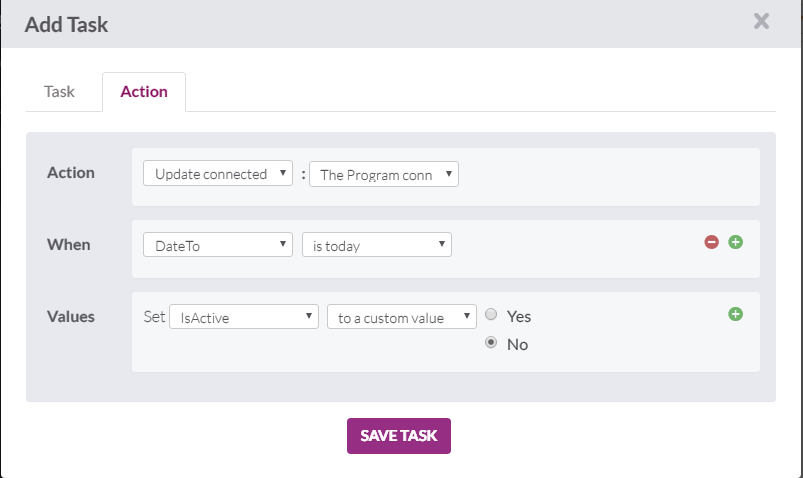 Add Task
Task Action
Action Update connected : The Program conn
When DateTo is today
Values Set IsActive to a custom value Yes
No
SAVE TASK